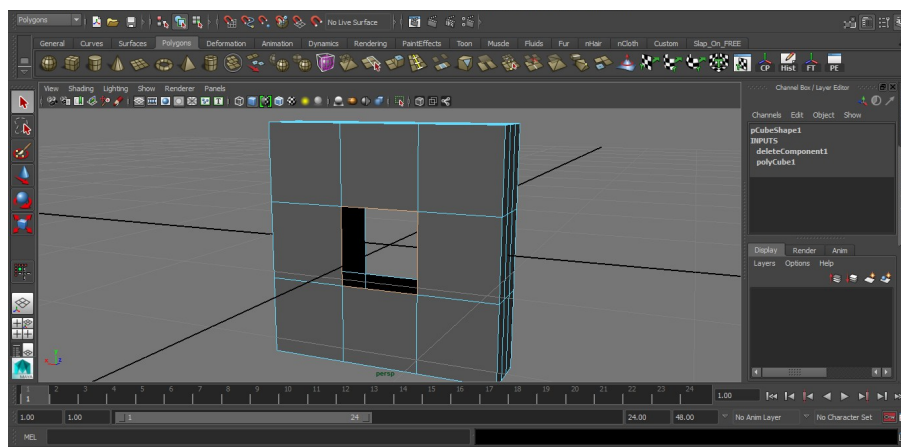 Polygons
No Live Surface
General Curves Surfaces Polygons Deformation Animation Dynamics Rendering PaintEffects Toon Muscle Fluids Fur nHair nCloth Custom Slap_On_FREE
CP Hist FT PE
View Shading Lighting Show Renderer Panels
Channel Box / Layer Editor
Channels Edit Object Show
pCubeShape1
INPUTS
deleteComponent1
polyCube1
Display Render Anim
Layers Options Help
persp
1 2 3 4 5 6 7 8 9 10 11 12 13 14 15 16 17 18 19 20 21 22 23 24
1 1.00
1.00 1.00 1 24 24.00 48.00 No Anim Layer No Character Set
MEL